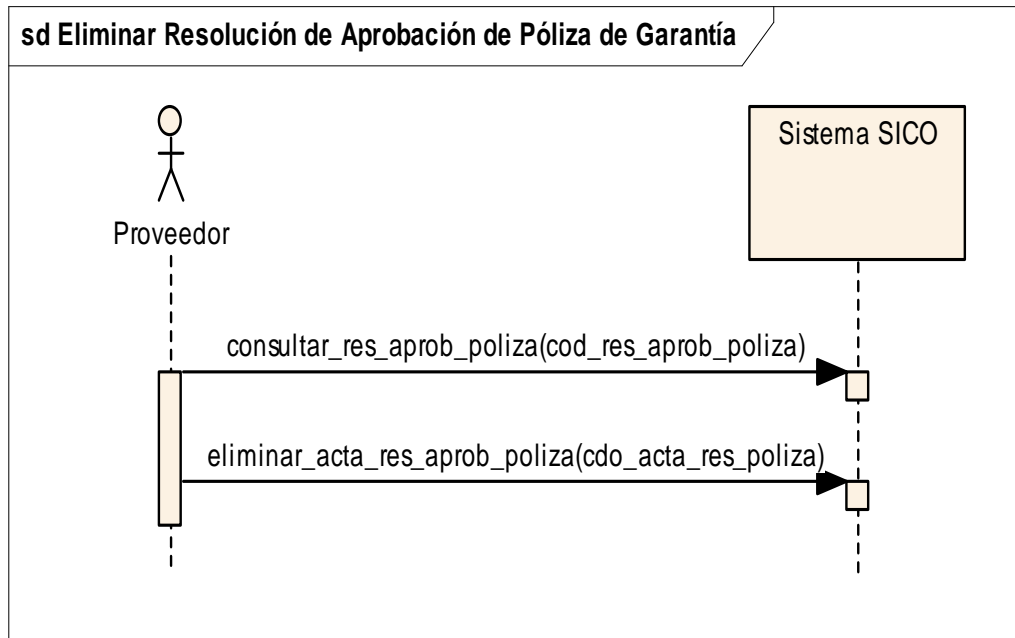 sd Eliminar Resolución de Aprobación de Póliza de Garantía
Sistema SICO
Proveedor
consultar_res_aprob_poliza(cod_res_aprob_poliza)
eliminar_acta_res_aprob_poliza(cdo_acta_res_poliza)